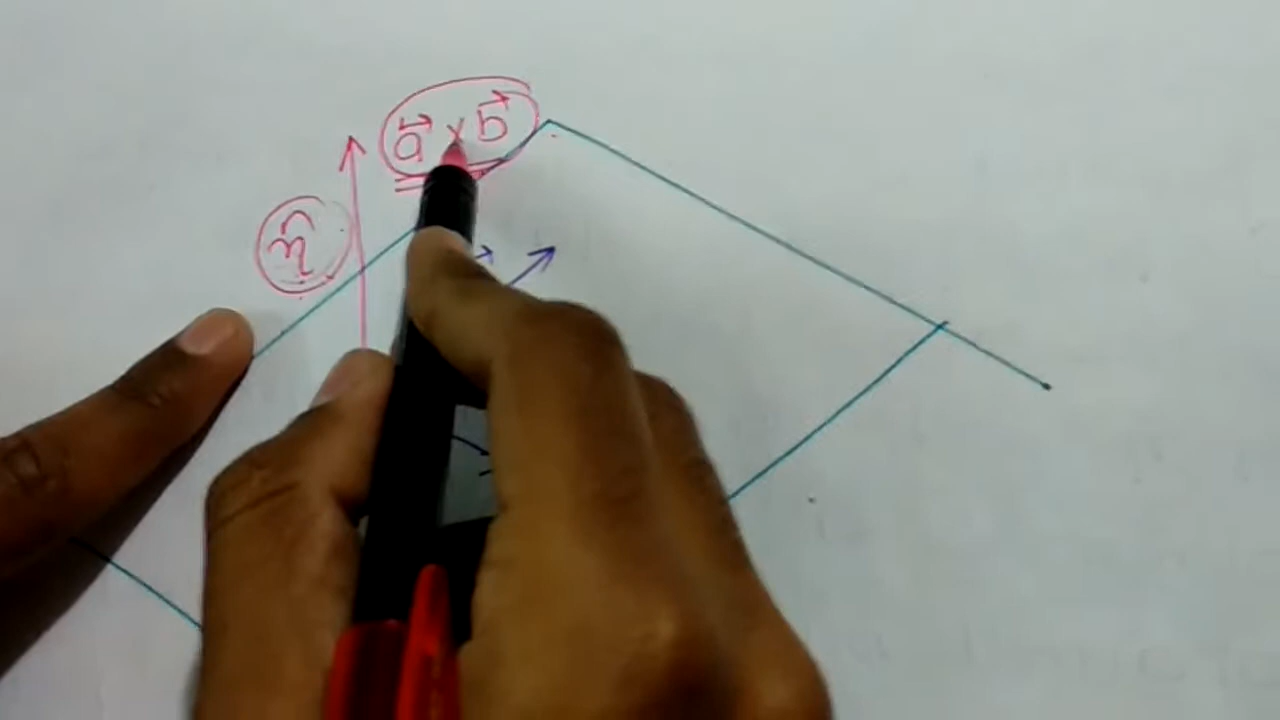 a⃗ × b⃗
n̂